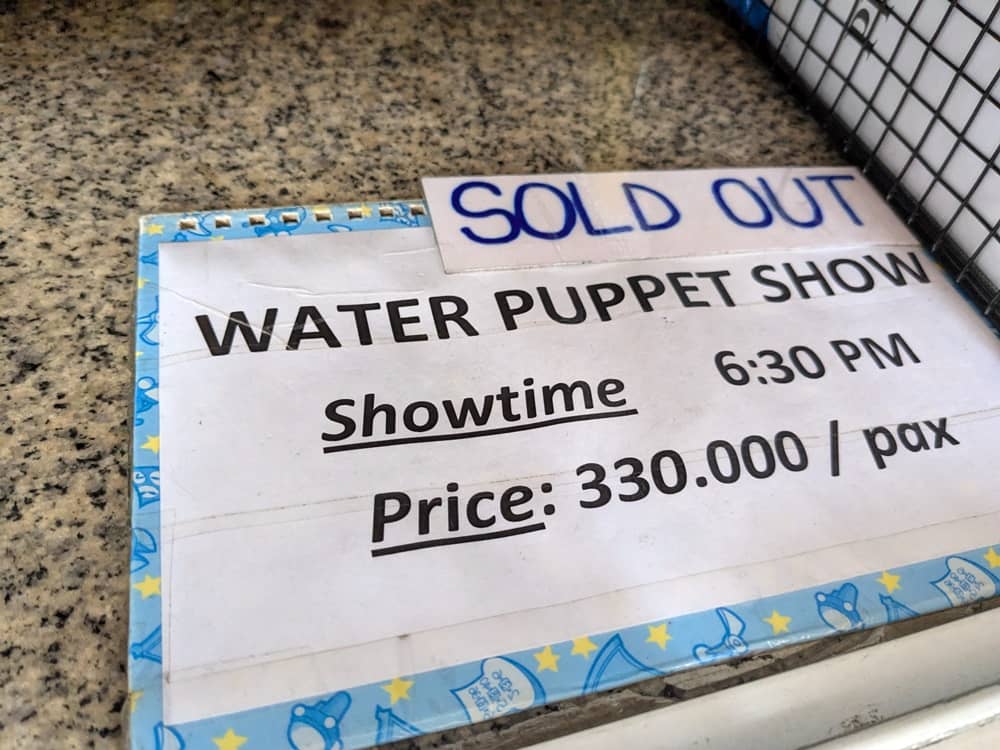 SOLD OUT
WATER PUPPET SHOW
Showtime 6:30 PM
Price: 330.000 / pax